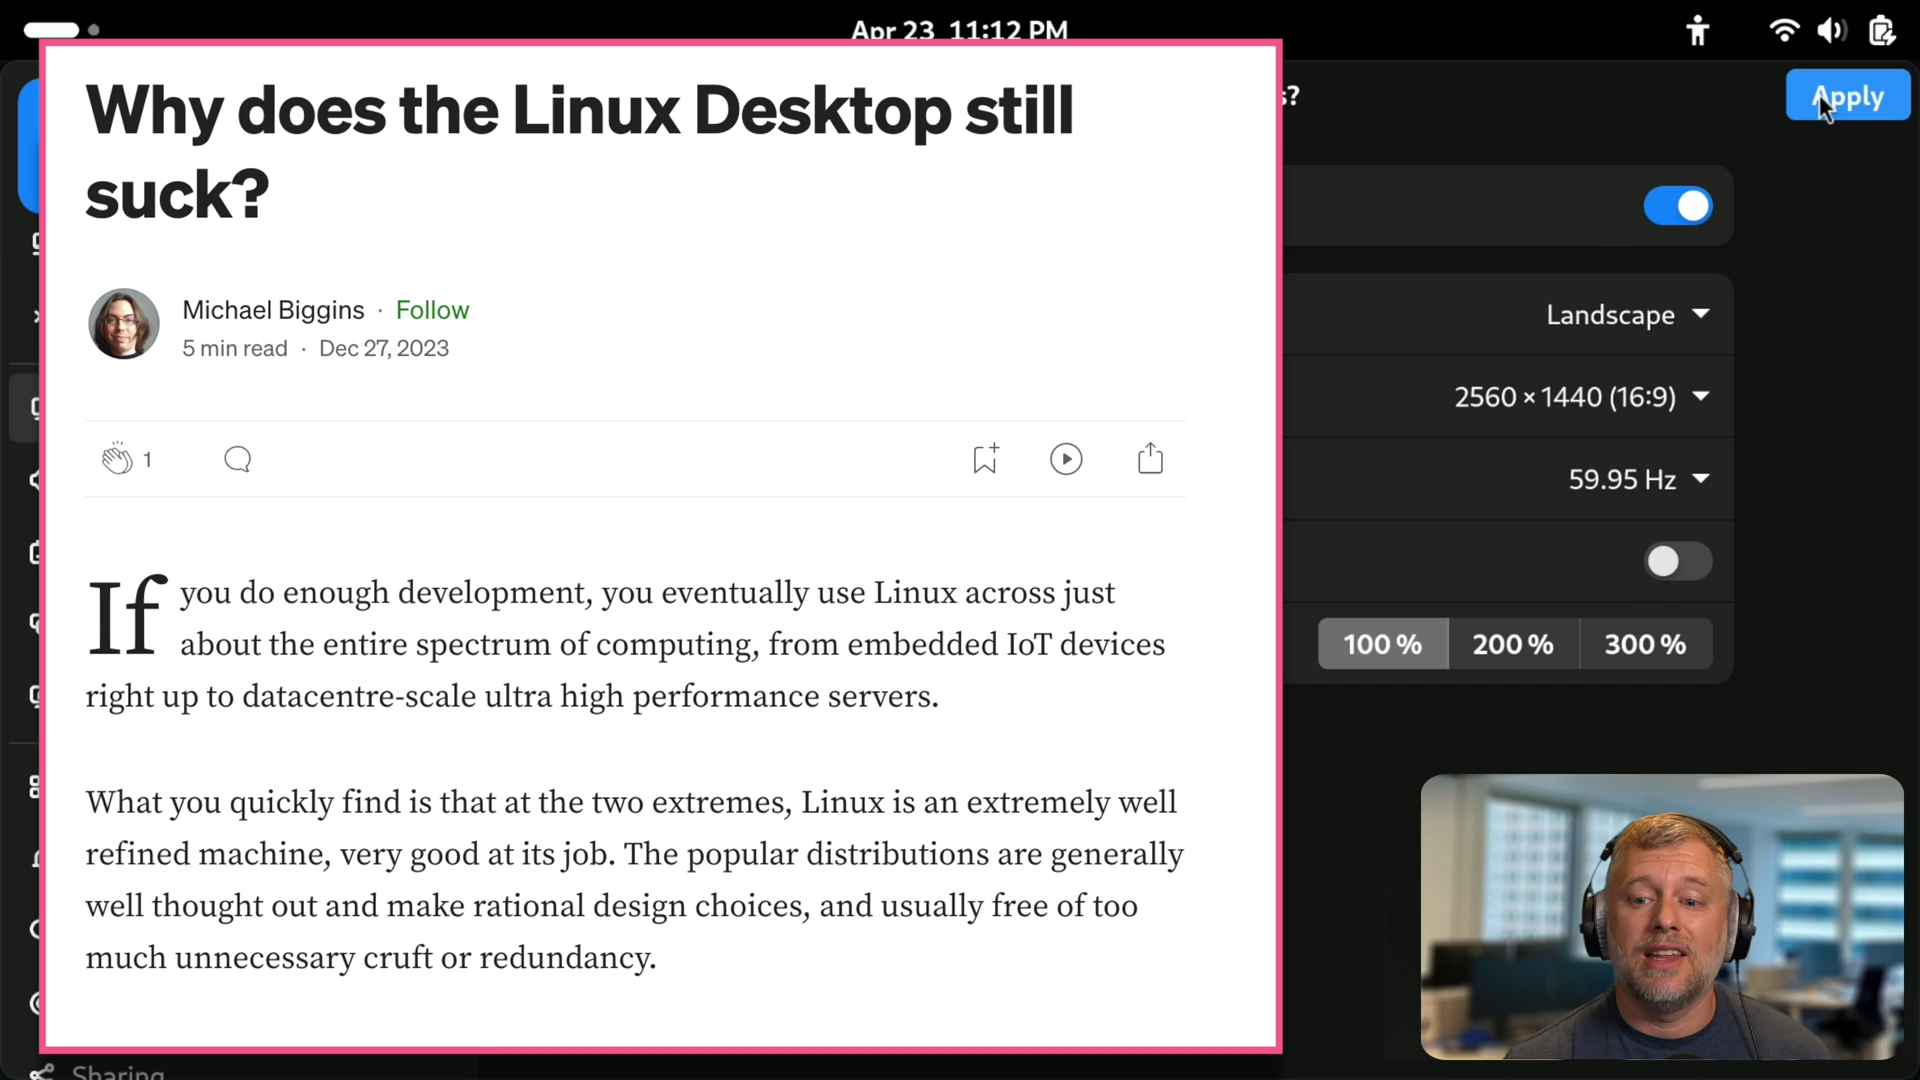 Apr 23 11:12 PM
s?
Apply
Why does the Linux Desktop still
suck?
Michael Biggins · Follow
5 min read · Dec 27, 2023
1
If you do enough development, you eventually use Linux across just
about the entire spectrum of computing, from embedded IoT devices
right up to datacentre-scale ultra high performance servers.
What you quickly find is that at the two extremes, Linux is an extremely well
refined machine, very good at its job. The popular distributions are generally
well thought out and make rational design choices, and usually free of too
much unnecessary cruft or redundancy.
Landscape
2560 × 1440 (16:9)
59.95 Hz
100 % 200 % 300 %
Sharing